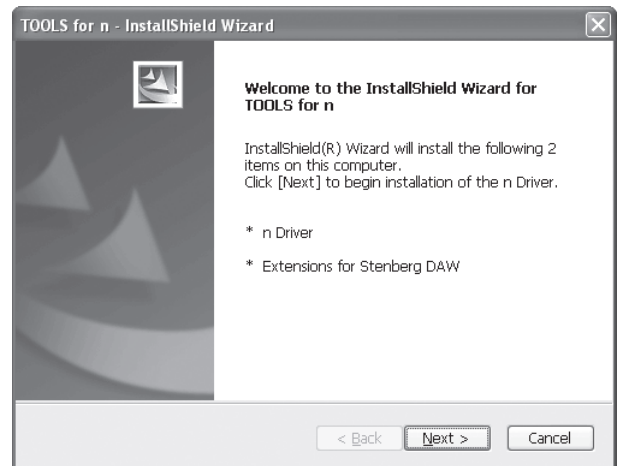 TOOLS for n - InstallShield Wizard
Welcome to the InstallShield Wizard for
TOOLS for n
InstallShield(R) Wizard will install the following 2
items on this computer.
Click [Next] to begin installation of the n Driver.
* n Driver
* Extensions for Stenberg DAW
< Back
Next >
Cancel